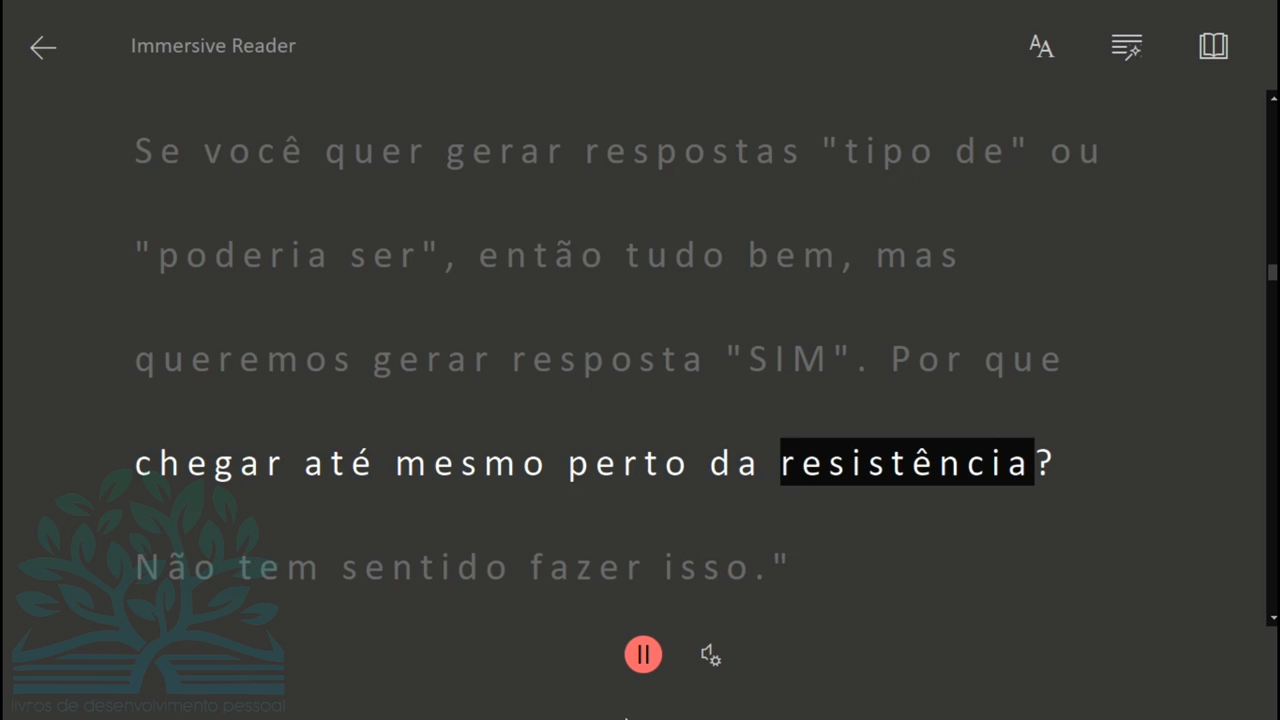 Immersive Reader
Se você quer gerar respostas "tipo de" ou
"poderia ser", então tudo bem, mas
queremos gerar resposta "SIM". Por que
chegar até mesmo perto da resistência?
Não tem sentido fazer isso."
livros de desenvolvimento pessoal